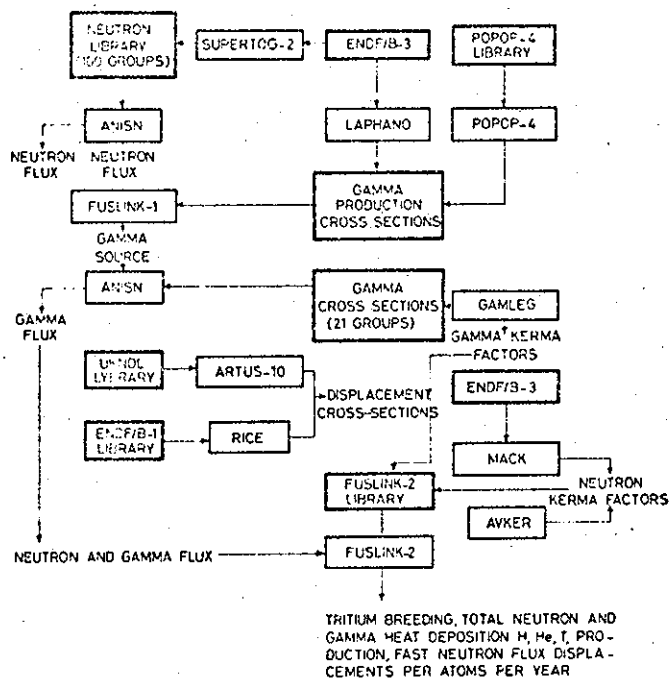 NEUTRON
LIBRARY
(100 GROUPS)
SUPERTOG-2
ENDF/B-3
POPOP-4
LIBRARY
ANISN
LAPHANO
POPOP-4
NEUTRON
FLUX
NEUTRON
FLUX
FUSLINK-1
GAMMA
PRODUCTION
CROSS SECTIONS
GAMMA
SOURCE
ANISN
GAMMA
CROSS SECTIONS
(21 GROUPS)
GAMLEG
GAMMA
FLUX
GAMMA KERMA
FACTORS
UKNDL
LYBRARY
ARTUS-10
DISPLACEMENT
CROSS-SECTIONS
ENDF/B-3
ENDF/B-1
LIBRARY
RICE
MACK
FUSLINK-2
LIBRARY
NEUTRON
KERMA FACTORS
AVKER
NEUTRON AND GAMMA FLUX
FUSLINK-2
TRITIUM BREEDING, TOTAL NEUTRON AND
GAMMA HEAT DEPOSITION H, He, T, PRO-
DUCTION, FAST NEUTRON FLUX DISPLA-
CEMENTS PER ATOMS PER YEAR